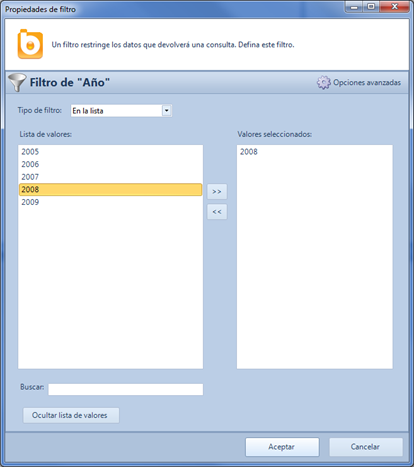 Propiedades de filtro
Un filtro restringe los datos que devolverá una consulta. Defina este filtro.
Filtro de "Año"
Opciones avanzadas
Tipo de filtro:
En la lista
Lista de valores:
Valores seleccionados:
2005
2006
2007
2008
2009
>>
<<
2008
Buscar:
Ocultar lista de valores
Aceptar
Cancelar